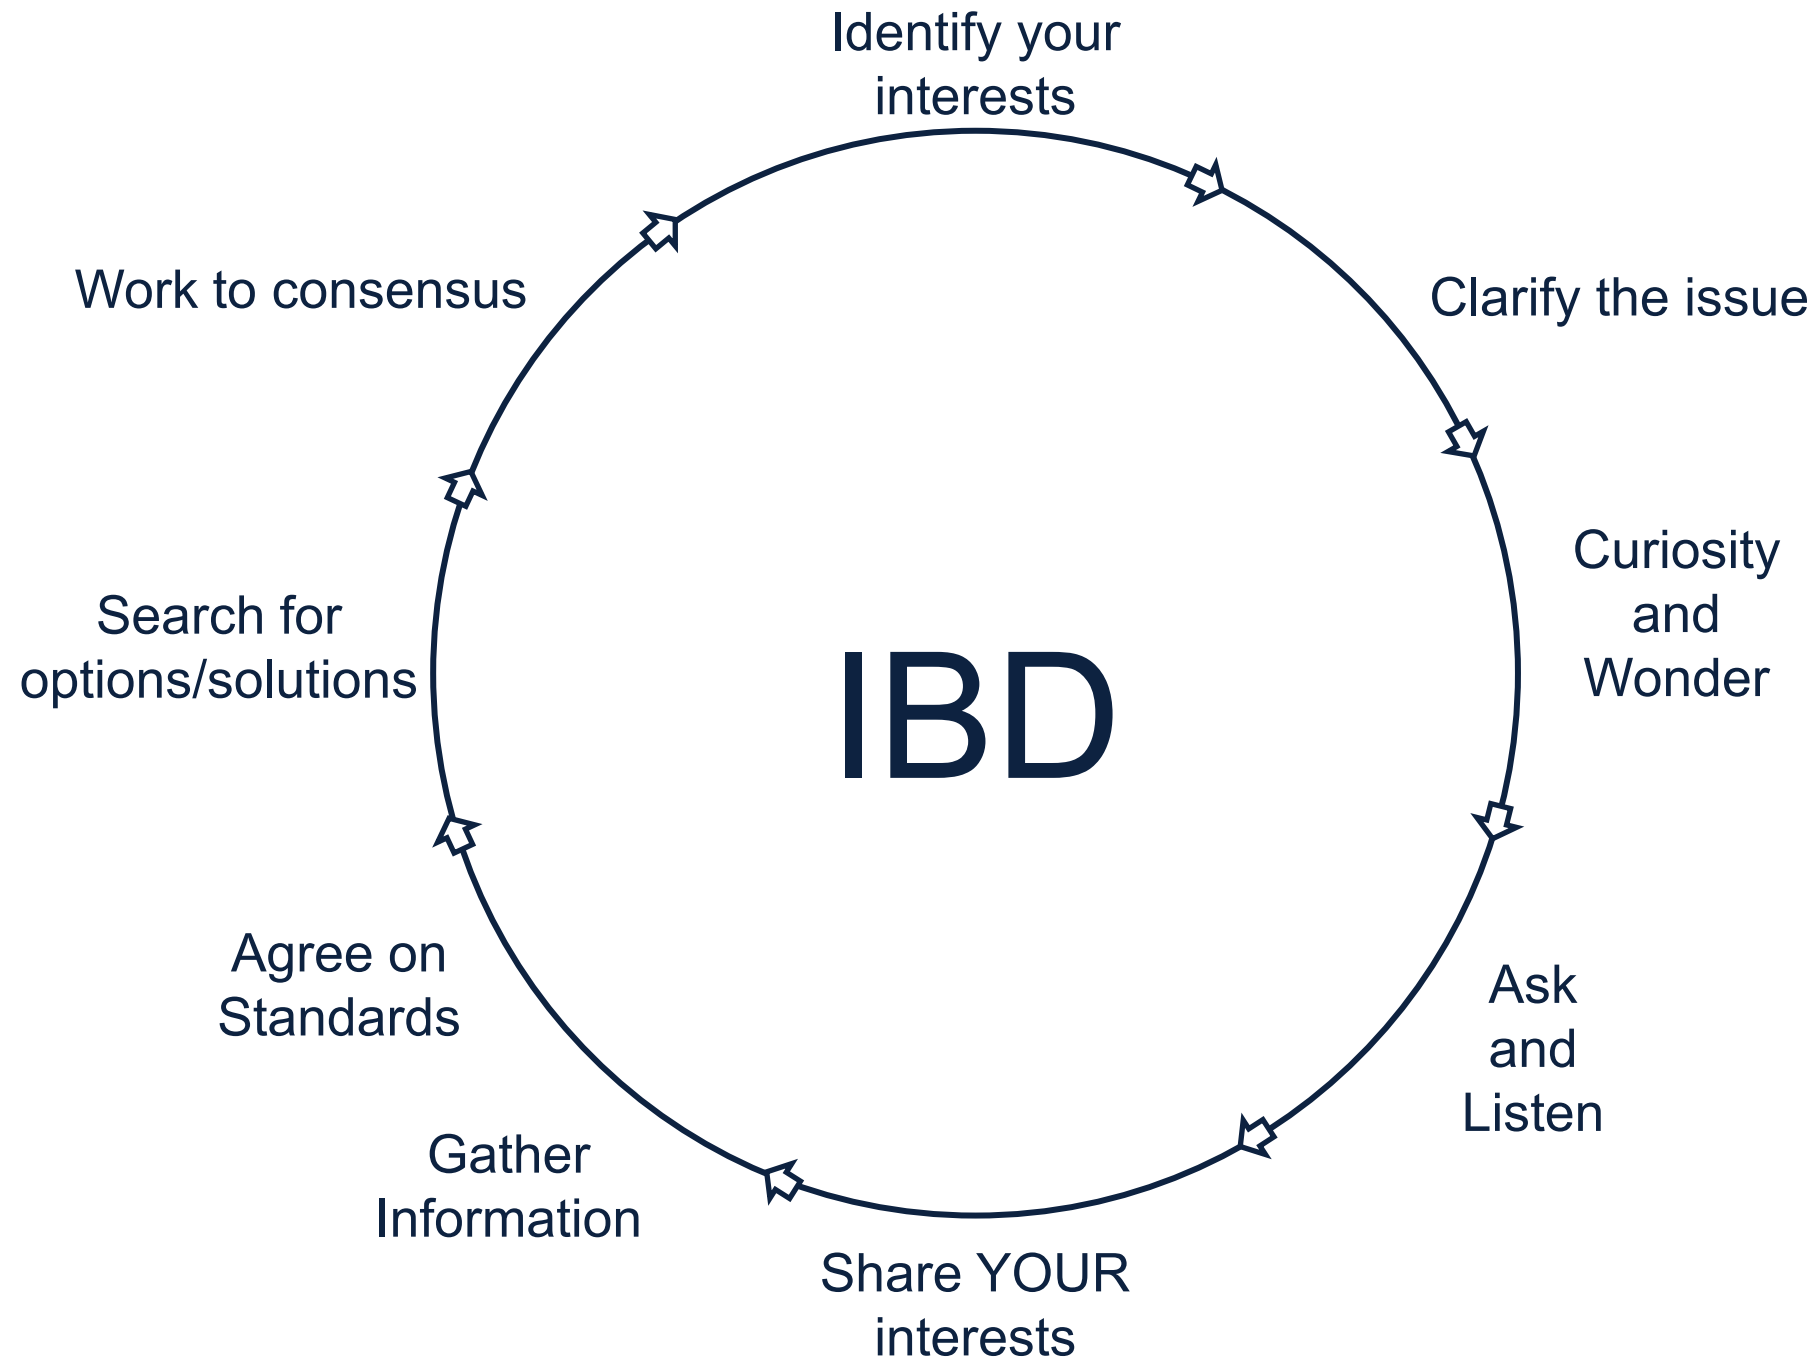 Identify your
interests
Clarify the issue
Curiosity
and
Wonder
Ask
and
Listen
Share YOUR
interests
Gather
Information
Agree on
Standards
Search for
options/solutions
Work to consensus
IBD